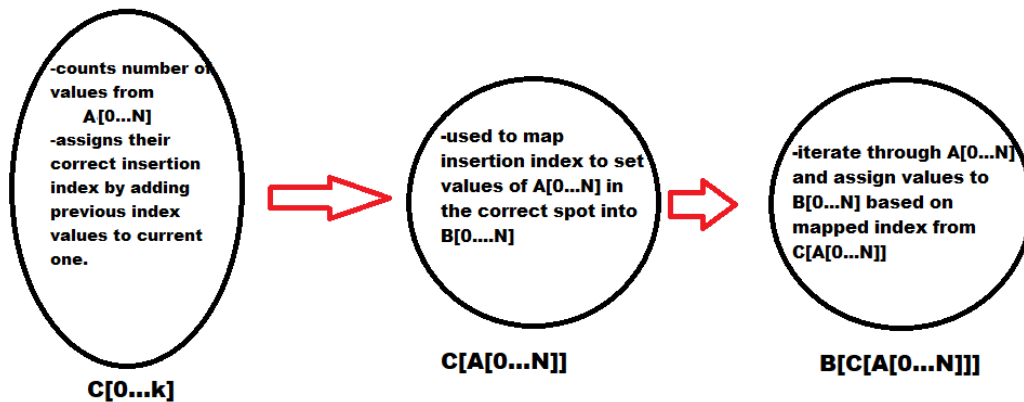 -counts number of
values from
A[0...N]
-assigns their
correct insertion
index by adding
previous index
values to current
one.
C[0...k]
-used to map
insertion index to set
values of A[0...N] in
the correct spot into
B[0....N]
C[A[0...N]]
-iterate through A[0...N]
and assign values to
B[0...N] based on
mapped index from
C[A[0...N]]
B[C[A[0...N]]]